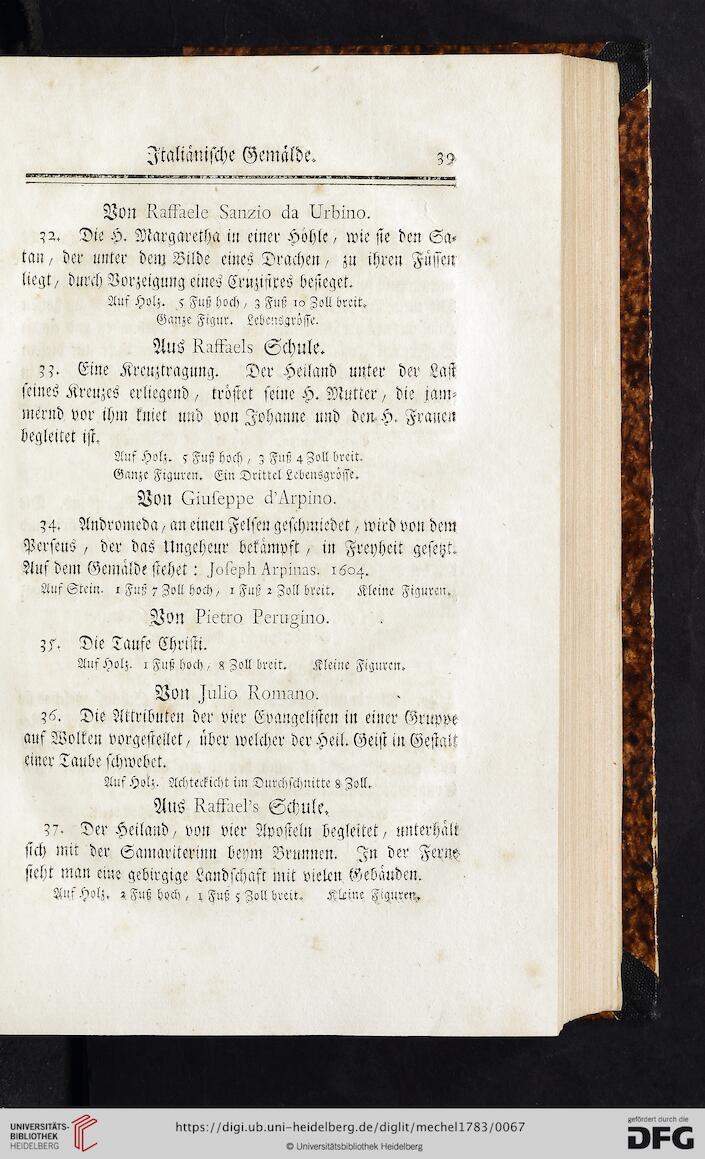 Italiänische Gemälde. 39
Von Raffaele Sanzio da Urbino.
32. Die H. Margaretha in einer Höhle, wie sie den Sa-
tan, der unter dem Bilde eines Drachen, zu ihren Füssen
liegt, durch Vorzeigung eines Cruzifixes besieget.
Auf Holz. 5 Fuß hoch, 3 Fuß 10 Zoll breit.
Ganze Figur. Lebensgrösse.
Aus Raffaels Schule.
33. Eine Kreuztragung. Der Heiland unter der Last
seines Kreuzes erliegend, tröstet seine H. Mutter, die jam-
mernd vor ihm kniet und von Johanne und den H. Frauen
begleitet ist.
Auf Holz. 5 Fuß hoch, 3 Fuß 4 Zoll breit.
Ganze Figuren. Ein Drittel Lebensgrösse.
Von Giuseppe d'Arpino.
34. Andromeda, an einen Felsen geschmiedet, wird von dem
Perseus, der das Ungeheur bekämpft, in Freyheit gesetzt.
Auf dem Gemälde stehet: Joseph Arpinas. 1604.
Auf Stein. 1 Fuß 7 Zoll hoch, 1 Fuß 2 Zoll breit. Kleine Figuren.
Von Pietro Perugino.
35. Die Taufe Christi.
Auf Holz. 1 Fuß hoch, 8 Zoll breit. Kleine Figuren.
Von Julio Romano.
36. Die Attributen der vier Evangelisten in einer Gruppe
auf Wolken vorgestellet, über welcher der Heil. Geist in Gestalt
einer Taube schwebet.
Auf Holz. Achteckicht im Durchschnitte 8 Zoll.
Aus Raffael's Schule.
37. Der Heiland, von vier Aposteln begleitet, unterhält
sich mit der Samariterinn beym Brunnen. In der Ferne
sieht man eine gebirgige Landschaft mit vielen Gebäuden.
Auf Holz. 2 Fuß hoch, 1 Fuß 5 Zoll breit. Kleine Figuren.
UNIVERSITÄTS-
BIBLIOTHEK
HEIDELBERG
https://digi.ub.uni-heidelberg.de/diglit/mechel1783/0067
© Universitätsbibliothek Heidelberg
gefördert durch die
DFG